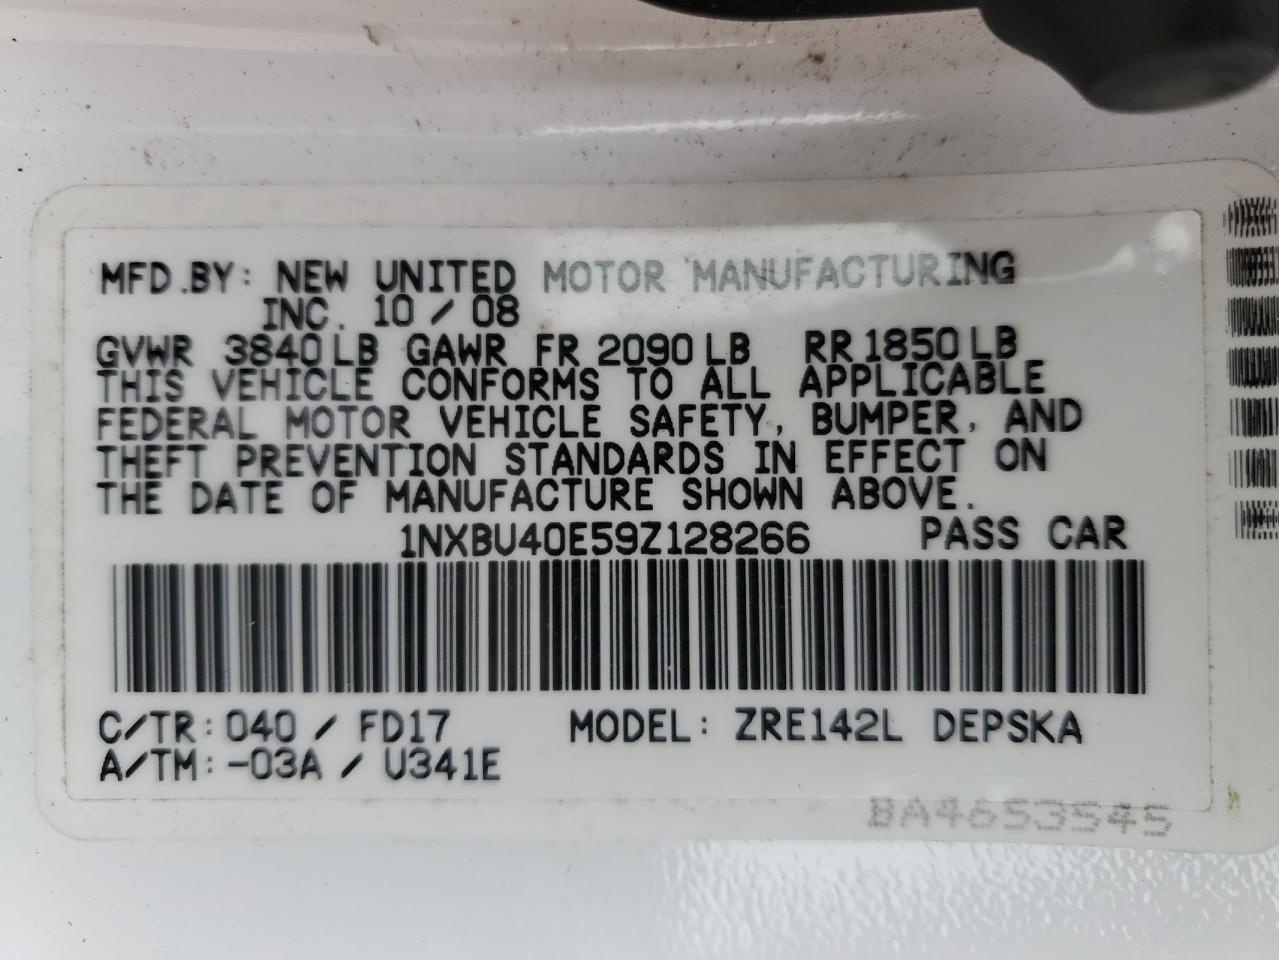 MFD.BY: NEW UNITED MOTOR MANUFACTURING
INC. 10 / 08
GVWR 3840 LB GAWR FR 2090 LB RR 1850 LB
THIS VEHICLE CONFORMS TO ALL APPLICABLE
FEDERAL MOTOR VEHICLE SAFETY, BUMPER, AND
THEFT PREVENTION STANDARDS IN EFFECT ON
THE DATE OF MANUFACTURE SHOWN ABOVE.
1NXBU40E59Z128266 PASS CAR
C/TR: 040 / FD17 MODEL: ZRE142L DEPSKA
A/TM: -03A / U341E
BA4653545